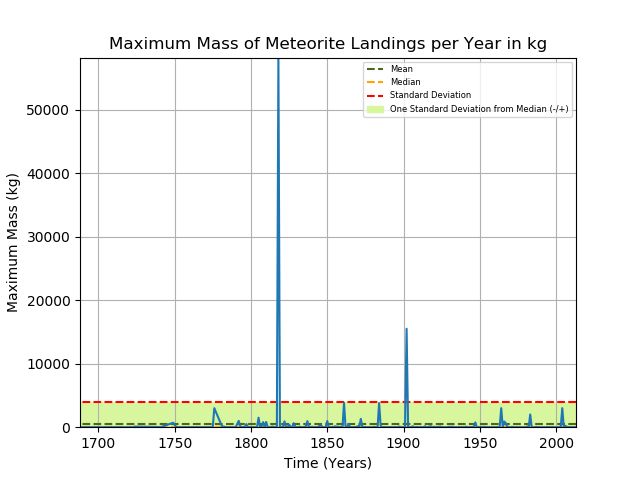 Maximum Mass of Meteorite Landings per Year in kg
Mean
Median
Standard Deviation
One Standard Deviation from Median (-/+)
50000
40000
30000
20000
10000
0
Maximum Mass (kg)
1700 1750 1800 1850 1900 1950 2000
Time (Years)